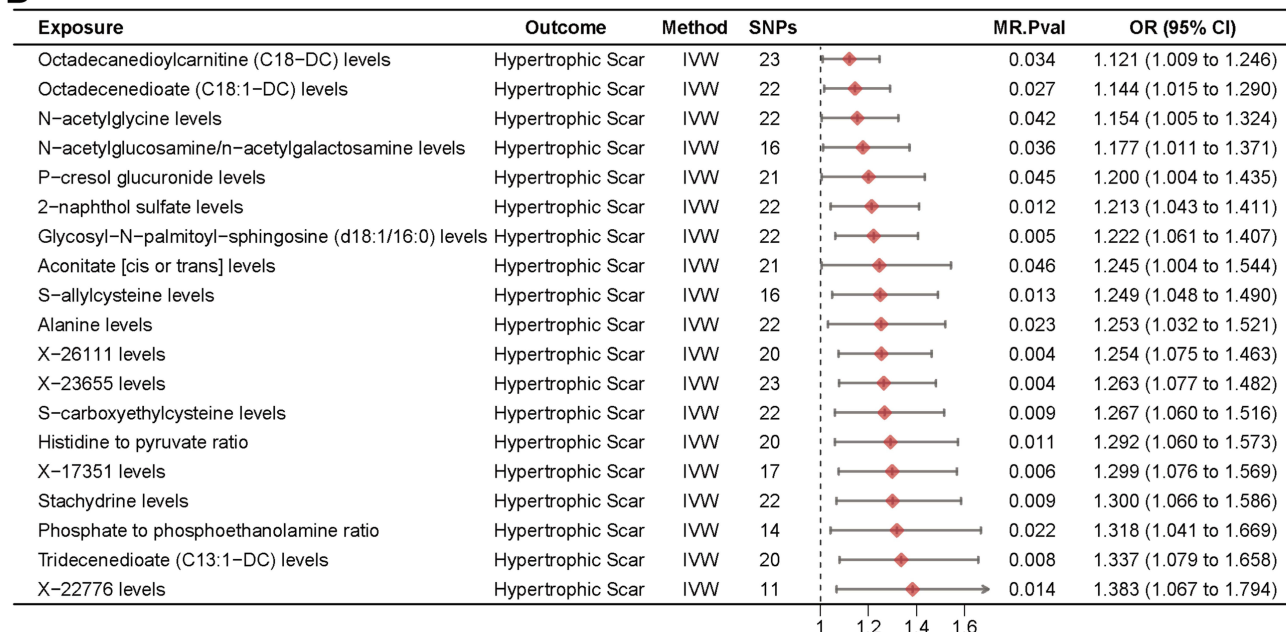 Exposure Outcome Method SNPs MR.Pval OR (95% CI)
Octadecanedioylcarnitine (C18−DC) levels Hypertrophic Scar IVW 23 0.034 1.121 (1.009 to 1.246)
Octadecenedioate (C18:1−DC) levels Hypertrophic Scar IVW 22 0.027 1.144 (1.015 to 1.290)
N−acetylglycine levels Hypertrophic Scar IVW 22 0.042 1.154 (1.005 to 1.324)
N−acetylglucosamine/n−acetylgalactosamine levels Hypertrophic Scar IVW 16 0.036 1.177 (1.011 to 1.371)
P−cresol glucuronide levels Hypertrophic Scar IVW 21 0.045 1.200 (1.004 to 1.435)
2−naphthol sulfate levels Hypertrophic Scar IVW 22 0.012 1.213 (1.043 to 1.411)
Glycosyl−N−palmitoyl−sphingosine (d18:1/16:0) levels Hypertrophic Scar IVW 22 0.005 1.222 (1.061 to 1.407)
Aconitate [cis or trans] levels Hypertrophic Scar IVW 21 0.046 1.245 (1.004 to 1.544)
S−allylcysteine levels Hypertrophic Scar IVW 16 0.013 1.249 (1.048 to 1.490)
Alanine levels Hypertrophic Scar IVW 22 0.023 1.253 (1.032 to 1.521)
X−26111 levels Hypertrophic Scar IVW 20 0.004 1.254 (1.075 to 1.463)
X−23655 levels Hypertrophic Scar IVW 23 0.004 1.263 (1.077 to 1.482)
S−carboxyethylcysteine levels Hypertrophic Scar IVW 22 0.009 1.267 (1.060 to 1.516)
Histidine to pyruvate ratio Hypertrophic Scar IVW 20 0.011 1.292 (1.060 to 1.573)
X−17351 levels Hypertrophic Scar IVW 17 0.006 1.299 (1.076 to 1.569)
Stachydrine levels Hypertrophic Scar IVW 22 0.009 1.300 (1.066 to 1.586)
Phosphate to phosphoethanolamine ratio Hypertrophic Scar IVW 14 0.022 1.318 (1.041 to 1.669)
Tridecenedioate (C13:1−DC) levels Hypertrophic Scar IVW 20 0.008 1.337 (1.079 to 1.658)
X−22776 levels Hypertrophic Scar IVW 11 0.014 1.383 (1.067 to 1.794)
1 1.2 1.4 1.6